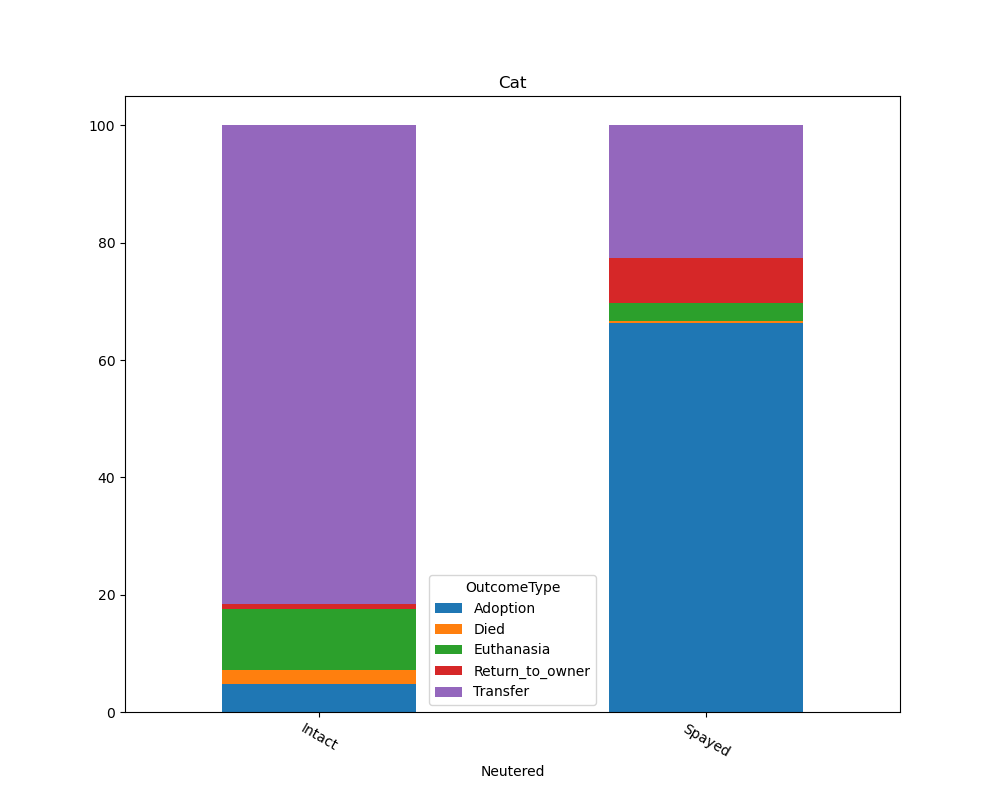 Cat
100
80
60
40
20
0
OutcomeType
Adoption
Died
Euthanasia
Return_to_owner
Transfer
Intact
Spayed
Neutered